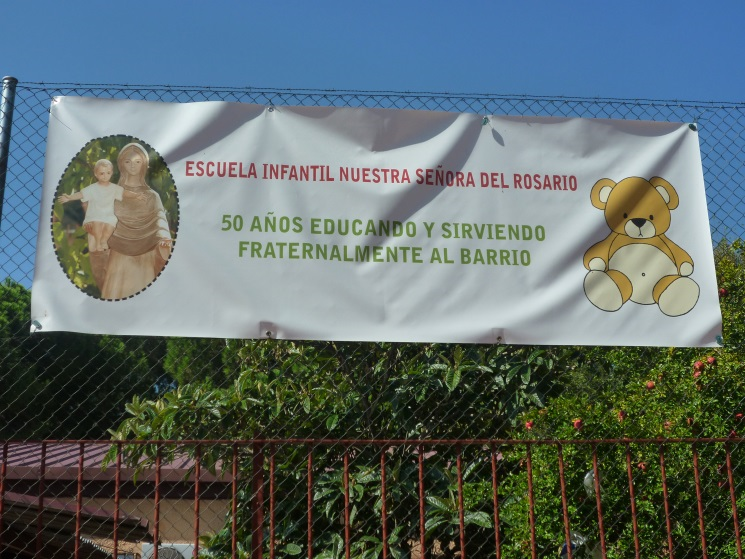 ESCUELA INFANTIL NUESTRA SEÑORA DEL ROSARIO
50 AÑOS EDUCANDO Y SIRVIENDO
FRATERNALMENTE AL BARRIO